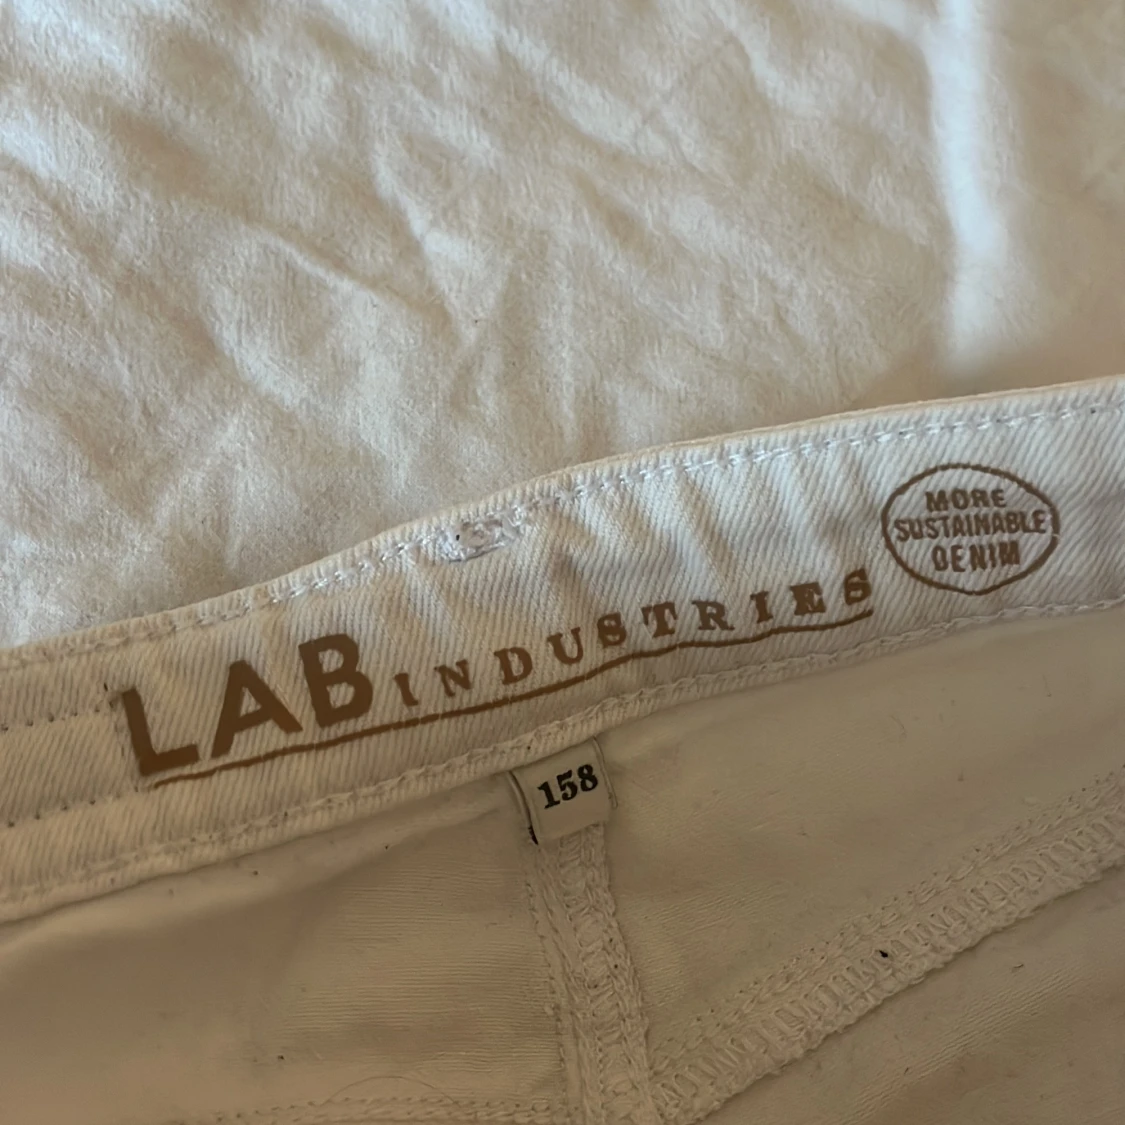 LAB INDUSTRIES
MORE
SUSTAINABLE
DENIM
158